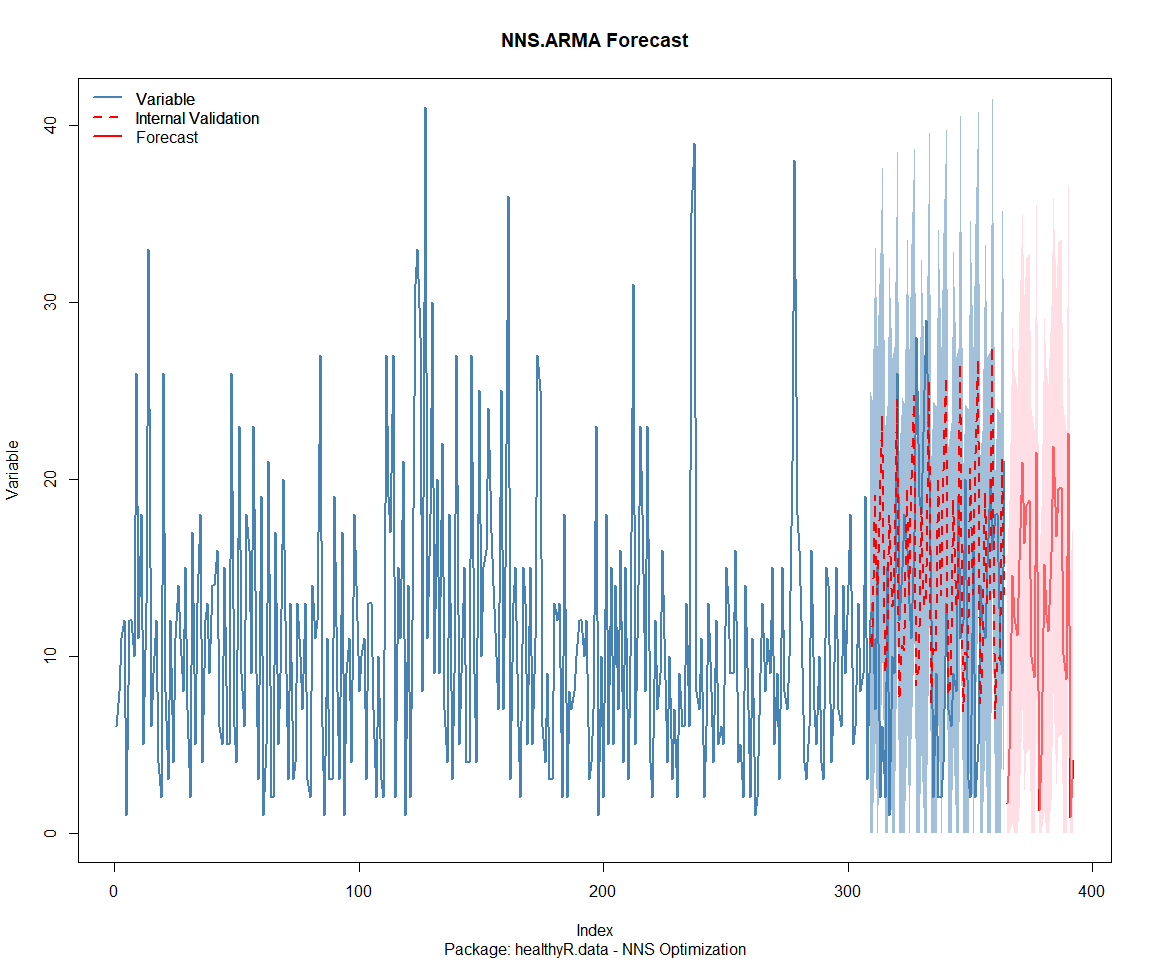 NNS.ARMA Forecast
Variable
Internal Validation
Forecast
Variable
40
30
20
10
0
0 100 200 300 400
Index
Package: healthyR.data - NNS Optimization